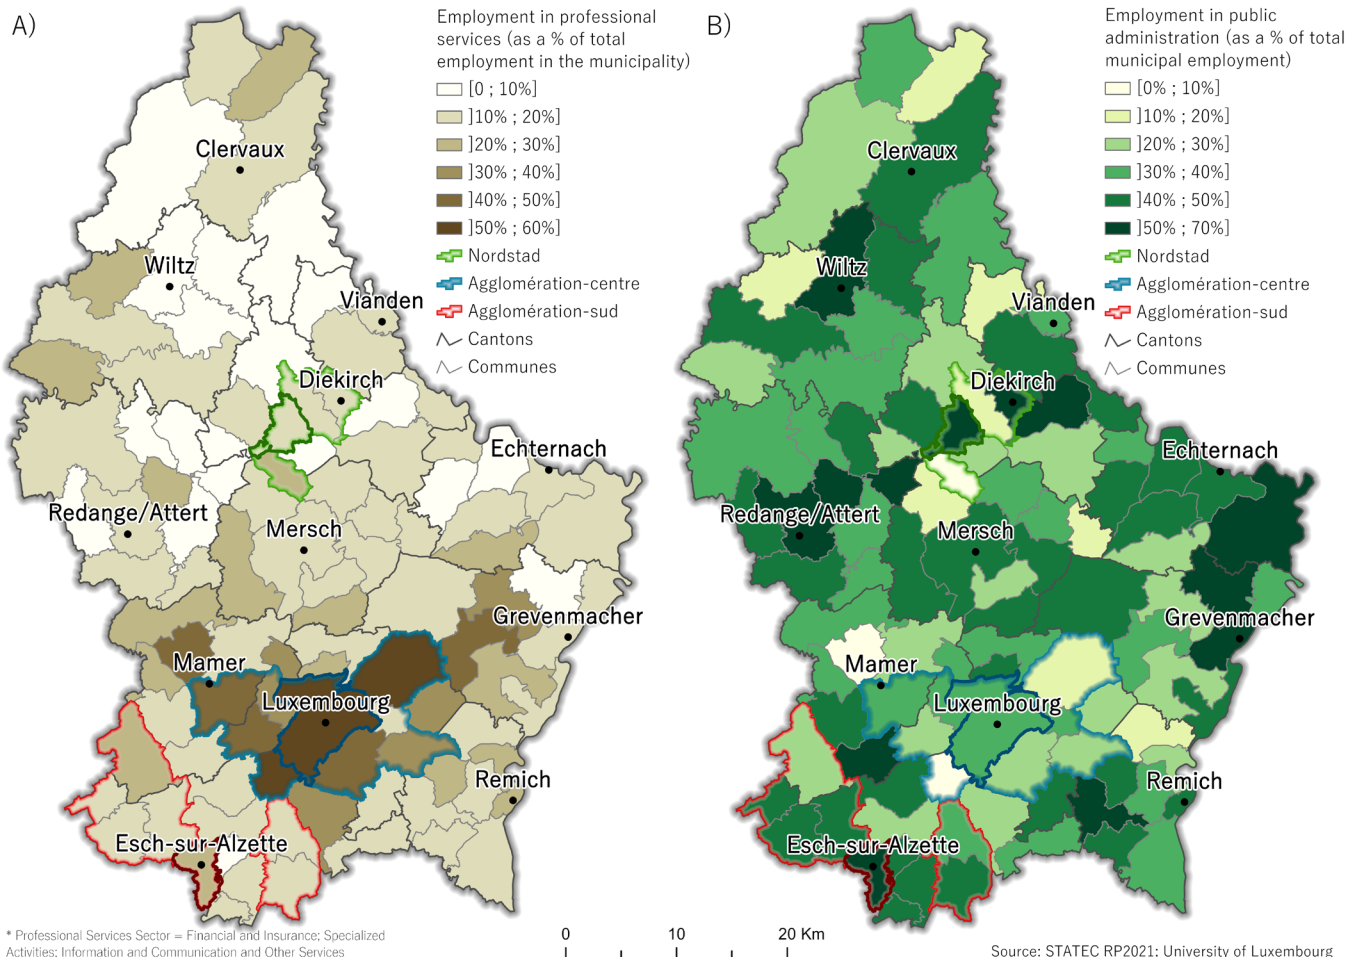 A)
Employment in professional
services (as a % of total
employment in the municipality)
[0 ; 10%]
]10% ; 20%]
]20% ; 30%]
]30% ; 40%]
]40% ; 50%]
]50% ; 60%]
Nordstad
Agglomération-centre
Agglomération-sud
Cantons
Communes
Clervaux
Wiltz
Vianden
Diekirch
Echternach
Redange/Attert
Mersch
Grevenmacher
Mamer
Luxembourg
Remich
Esch-sur-Alzette
B)
Employment in public
administration (as a % of total
municipal employment)
[0% ; 10%]
]10% ; 20%]
]20% ; 30%]
]30% ; 40%]
]40% ; 50%]
]50% ; 70%]
Nordstad
Agglomération-centre
Agglomération-sud
Cantons
Communes
Clervaux
Wiltz
Vianden
Diekirch
Echternach
Redange/Attert
Mersch
Grevenmacher
Mamer
Luxembourg
Remich
Esch-sur-Alzette
* Professional Services Sector = Financial and Insurance; Specialized
Activities; Information and Communication and Other Services
0 10 20 Km
Source: STATEC RP2021; University of Luxembourg